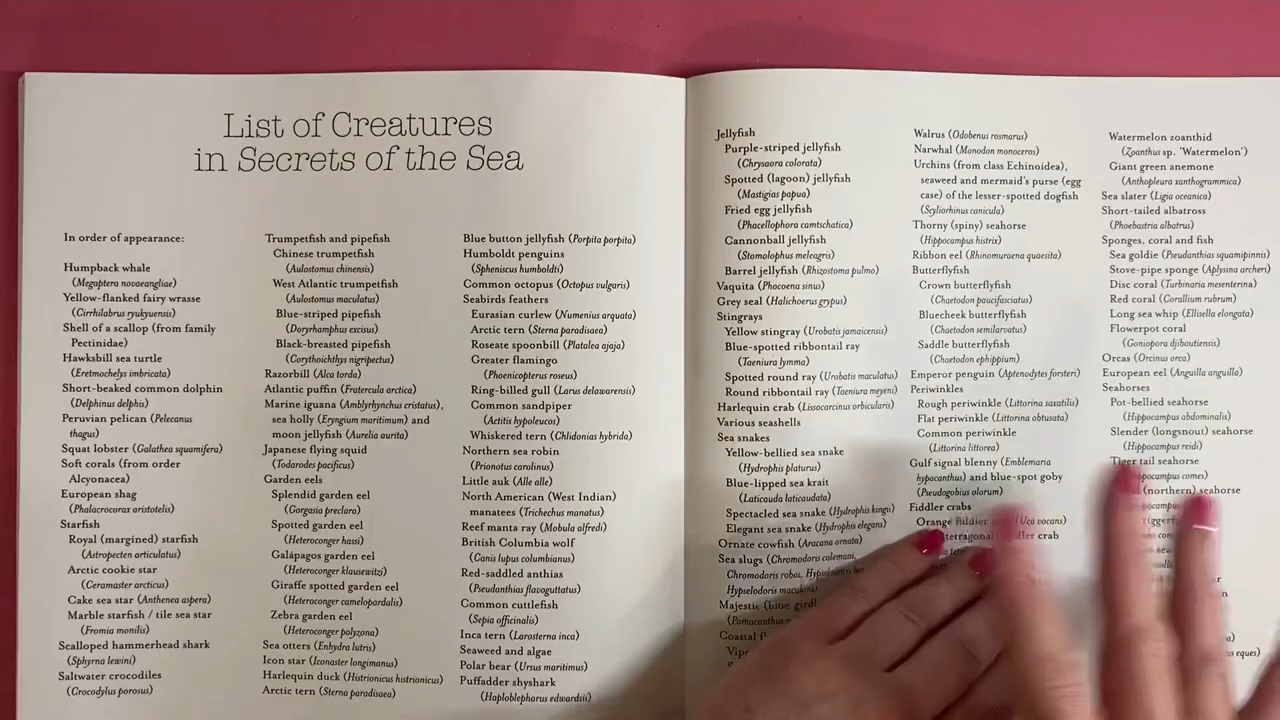 List of Creatures
in Secrets of the Sea
In order of appearance:
Humpback whale
(Megaptera novaeangliae)
Yellow-flanked fairy wrasse
(Cirrhilabrus ryukyuensis)
Shell of a scallop (from family
Pectinidae)
Hawksbill sea turtle
(Eretmochelys imbricata)
Short-beaked common dolphin
(Delphinus delphis)
Peruvian pelican (Pelecanus
thagus)
Squat lobster (Galathea squamifera)
Soft corals (from order
Alcyonacea)
European shag
(Phalacrocorax aristotelis)
Starfish
Royal (margined) starfish
(Astropecten articulatus)
Arctic cookie star
(Ceramaster arcticus)
Cake sea star (Anthenea aspera)
Marble starfish / tile sea star
(Fromia monilis)
Scalloped hammerhead shark
(Sphyrna lewini)
Saltwater crocodiles
(Crocodylus porosus)
Trumpetfish and pipefish
Chinese trumpetfish
(Aulostomus chinensis)
West Atlantic trumpetfish
(Aulostomus maculatus)
Blue-striped pipefish
(Doryrhamphus excisus)
Black-breasted pipefish
(Corythoichthys nigripectus)
Razorbill (Alca torda)
Atlantic puffin (Fratercula arctica)
Marine iguana (Amblyrhynchus cristatus),
sea holly (Eryngium maritimum) and
moon jellyfish (Aurelia aurita)
Japanese flying squid
(Todarodes pacificus)
Garden eels
Splendid garden eel
(Gorgasia preclara)
Spotted garden eel
(Heteroconger hassi)
Galápagos garden eel
(Heteroconger klausewitzi)
Giraffe spotted garden eel
(Heteroconger camelopardalis)
Zebra garden eel
(Heteroconger polyzona)
Sea otters (Enhydra lutris)
Icon star (Iconaster longimanus)
Harlequin duck (Histrionicus histrionicus)
Arctic tern (Sterna paradisaea)
Blue button jellyfish (Porpita porpita)
Humboldt penguins
(Spheniscus humboldti)
Common octopus (Octopus vulgaris)
Seabirds feathers
Eurasian curlew (Numenius arquata)
Arctic tern (Sterna paradisaea)
Roseate spoonbill (Platalea ajaja)
Greater flamingo
(Phoenicopterus roseus)
Ring-billed gull (Larus delawarensis)
Common sandpiper
(Actitis hypoleucos)
Whiskered tern (Chlidonias hybrida)
Northern sea robin
(Prionotus carolinus)
Little auk (Alle alle)
North American (West Indian)
manatees (Trichechus manatus)
Reef manta ray (Mobula alfredi)
British Columbia wolf
(Canis lupus columbianus)
Red-saddled anthias
(Pseudanthias flavoguttatus)
Common cuttlefish
(Sepia officinalis)
Inca tern (Larosterna inca)
Seaweed and algae
Polar bear (Ursus maritimus)
Puffadder shyshark
(Haploblepharus edwardsii)
Jellyfish
Purple-striped jellyfish
(Chrysaora colorata)
Spotted (lagoon) jellyfish
(Mastigias papua)
Fried egg jellyfish
(Phacellophora camtschatica)
Cannonball jellyfish
(Stomolophus meleagris)
Barrel jellyfish (Rhizostoma pulmo)
Vaquita (Phocoena sinus)
Grey seal (Halichoerus grypus)
Stingrays
Yellow stingray (Urobatis jamaicensis)
Blue-spotted ribbontail ray
(Taeniura lymma)
Spotted round ray (Urobatis maculatus)
Round ribbontail ray (Taeniura meyeni)
Harlequin crab (Lissocarcinus orbicularis)
Various seashells
Sea snakes
Yellow-bellied sea snake
(Hydrophis platurus)
Blue-lipped sea krait
(Laticauda laticaudata)
Spectacled sea snake (Hydrophis kingii)
Elegant sea snake (Hydrophis elegans)
Ornate cowfish (Aracana ornata)
Sea slugs (Chromodoris colemani,
Chromodoris roboi,
Hypselodoris
Majestic
Coastal
Walrus (Odobenus rosmarus)
Narwhal (Monodon monoceros)
Urchins (from class Echinoidea),
seaweed and mermaid's purse (egg
case) of the lesser-spotted dogfish
(Scyliorhinus canicula)
Thorny (spiny) seahorse
(Hippocampus histrix)
Ribbon eel (Rhinomuraena quaesita)
Butterflyfish
Crown butterflyfish
(Chaetodon paucifasciatus)
Bluecheek butterflyfish
(Chaetodon semilarvatus)
Saddle butterflyfish
(Chaetodon ephippium)
Emperor penguin (Aptenodytes forsteri)
Periwinkles
Rough periwinkle (Littorina saxatilis)
Flat periwinkle (Littorina obtusata)
Common periwinkle
(Littorina littorea)
Gulf signal blenny (Emblemaria
hypacanthus) and blue-spot goby
(Pseudogobius olorum)
Fiddler crabs
Orange fiddler (Uca vocans)
crab
Watermelon zoanthid
(Zoanthus sp. 'Watermelon')
Giant green anemone
(Anthopleura xanthogrammica)
Sea slater (Ligia oceanica)
Short-tailed albatross
(Phoebastria albatrus)
Sponges, coral and fish
Sea goldie (Pseudanthias squamipinnis)
Stove-pipe sponge (Aplysina archeri)
Disc coral (Turbinaria mesenterina)
Red coral (Corallium rubrum)
Long sea whip (Ellisella elongata)
Flowerpot coral
(Goniopora djiboutiensis)
Orcas (Orcinus orca)
European eel (Anguilla anguilla)
Seahorses
Pot-bellied seahorse
(Hippocampus abdominalis)
Slender (longsnout) seahorse
(Hippocampus reidi)
Tiger tail seahorse
comes)
(northern) seahorse
eques)